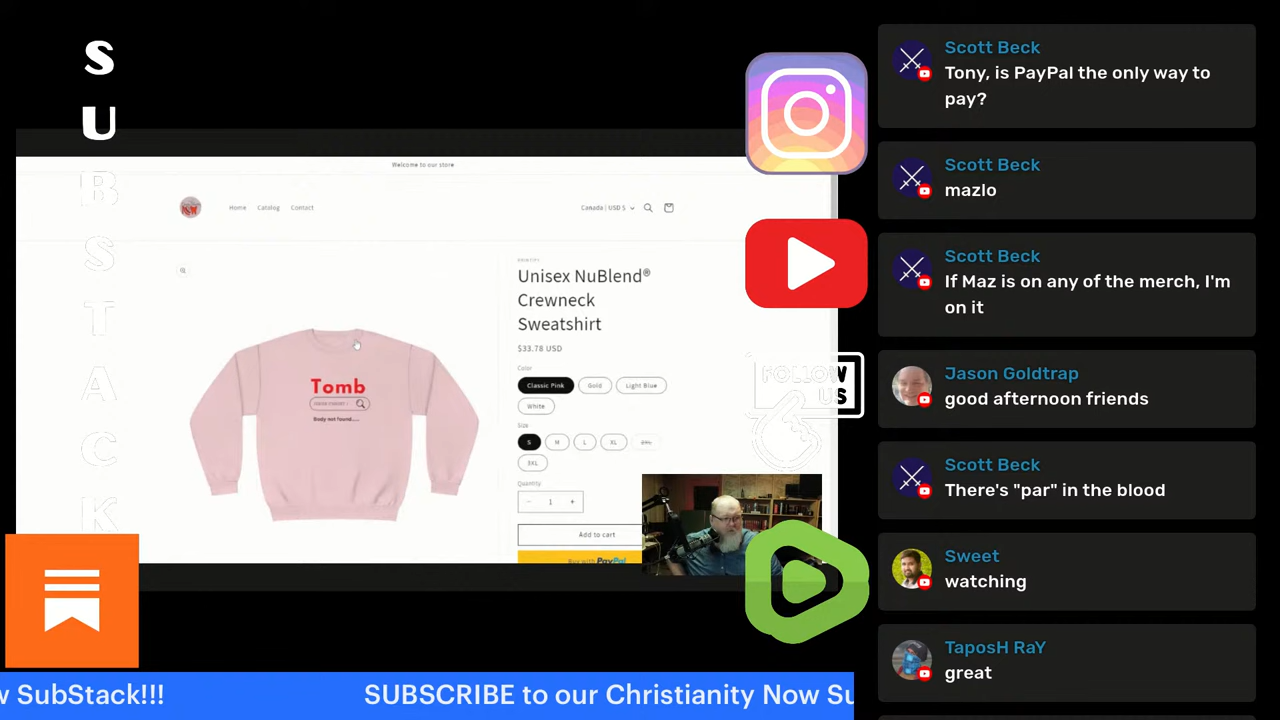 S
U
B
S
T
A
C
K
Welcome to our store
Home Catalog Contact
Canada | USD $
Unisex NuBlend®
Crewneck
Sweatshirt
$33.78 USD
Color
Classic Pink Gold Light Blue
White
Size
S M L XL 2XL
3XL
Quantity
− 1 +
Add to cart
Buy with PayPal
Tomb
Body not found.....
FOLLOW
US
Scott Beck
Tony, is PayPal the only way to
pay?
Scott Beck
mazlo
Scott Beck
If Maz is on any of the merch, I'm
on it
Jason Goldtrap
good afternoon friends
Scott Beck
There's "par" in the blood
Sweet
watching
TaposH RaY
great
w SubStack!!! SUBSCRIBE to our Christianity Now Su